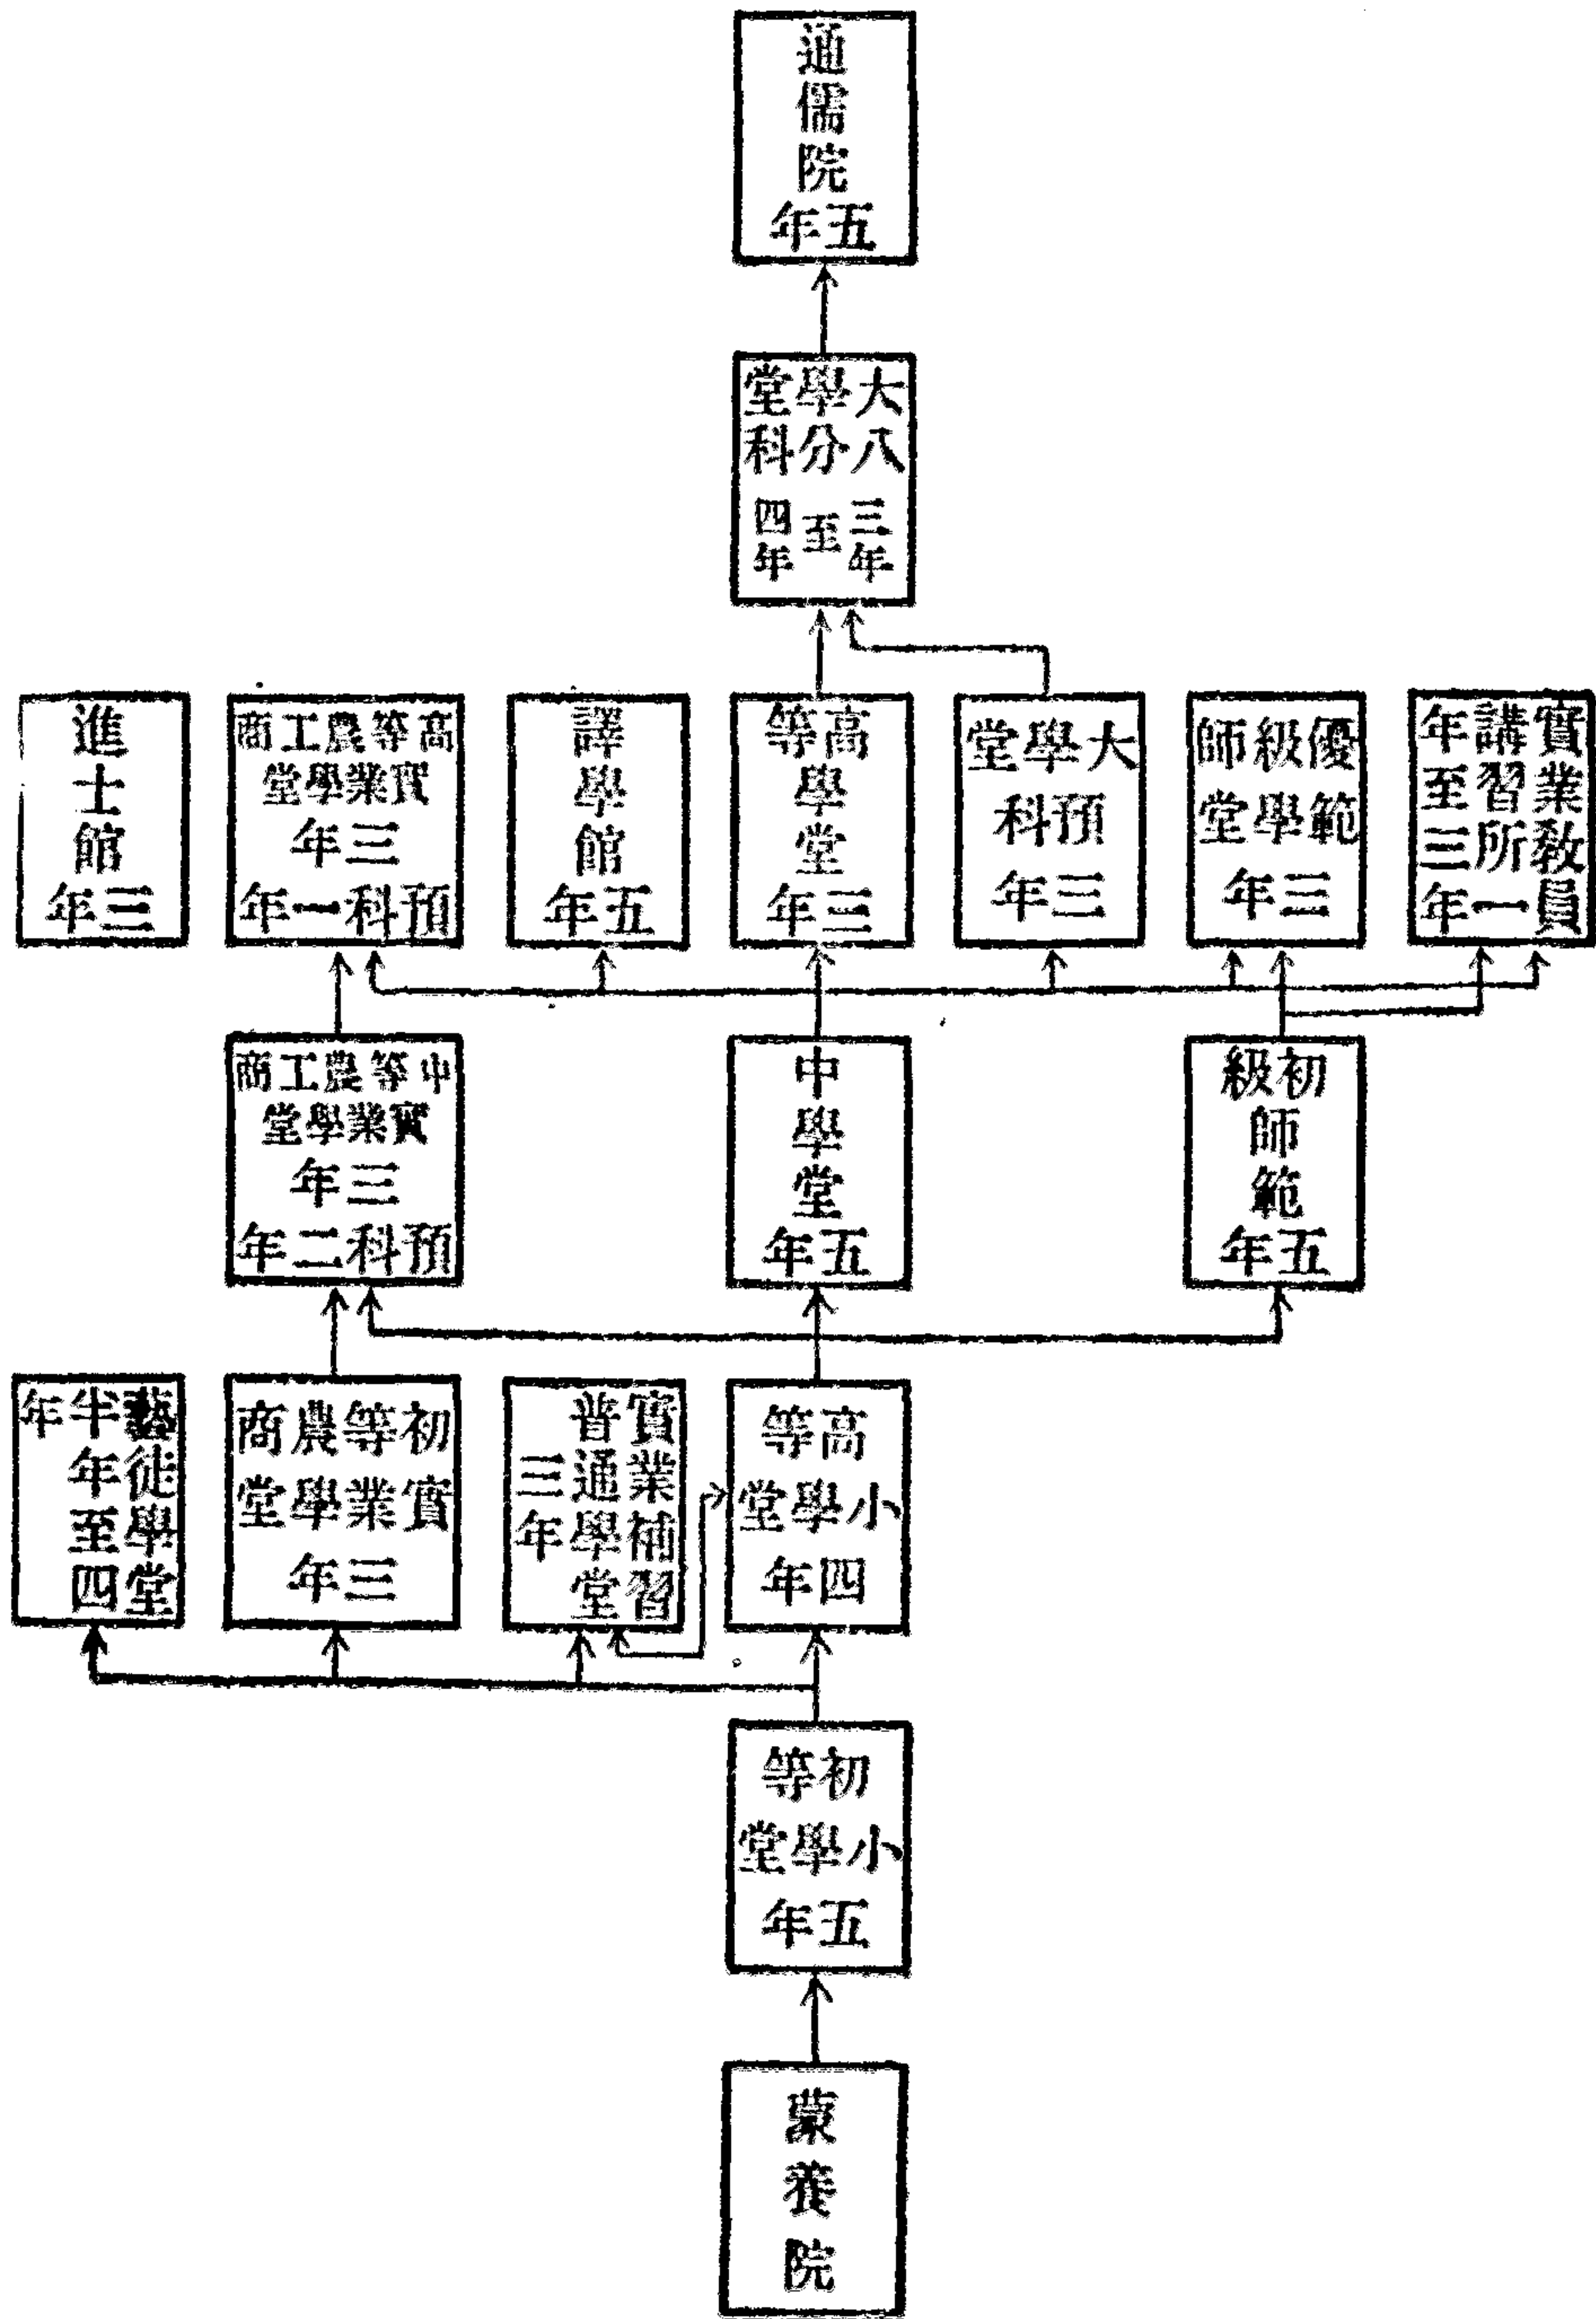 通儒院
五年
大學堂
八分科
三年至四年
進士館
三年
高等農工商
實業學堂
三年
預科一年
譯學館
五年
高等
學
堂
三年
大學堂
預科
三年
優級師
範學堂
三年
實業教員
講習所一
年至三年
中等農工商
實業學堂
三年
預科二年
中學堂
五年
初級
師
範
五年
藝徒學堂
半年至四
年
初等農商
實業學堂
三年
實業補習
普通學堂
三年
高等
小學堂
四年
初等
小學堂
五年
蒙養院